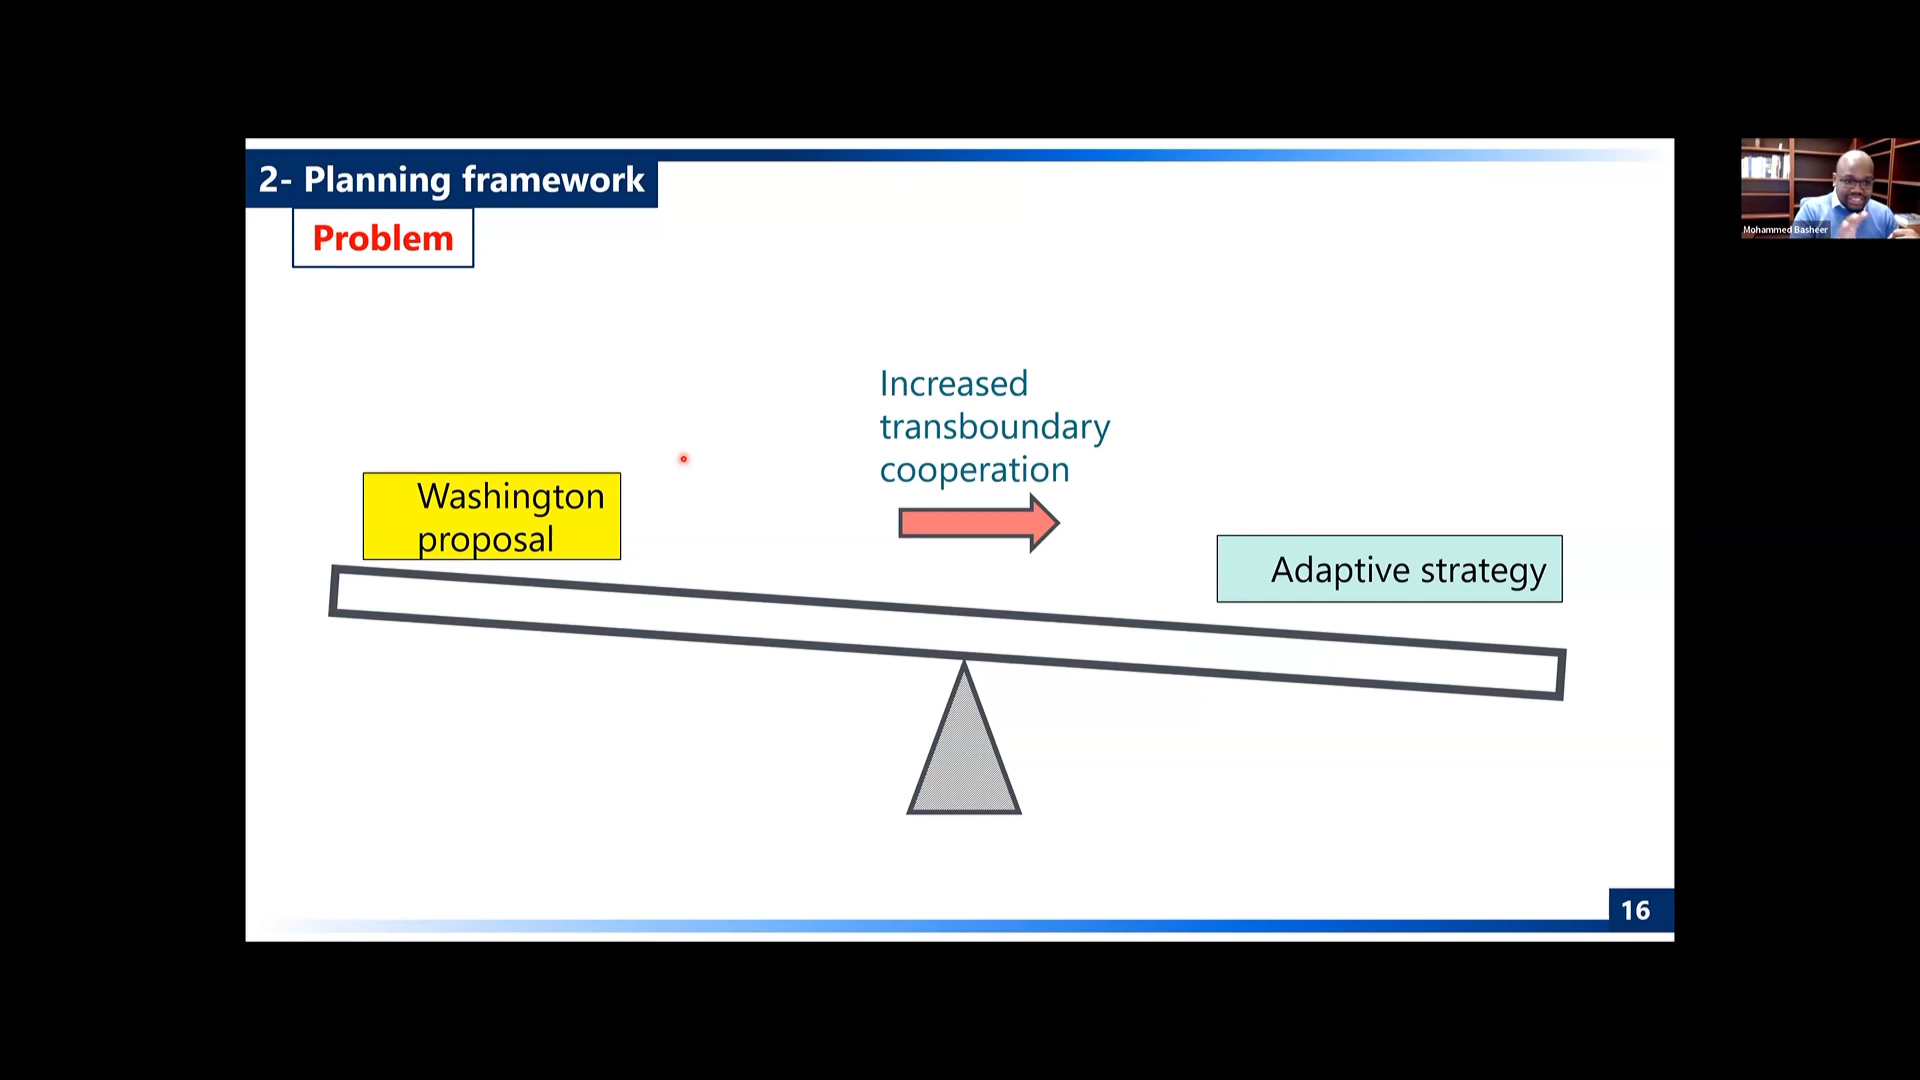 2- Planning framework
Problem
Increased
transboundary
cooperation
Washington
proposal
Adaptive strategy
16
Mohammed Basheer